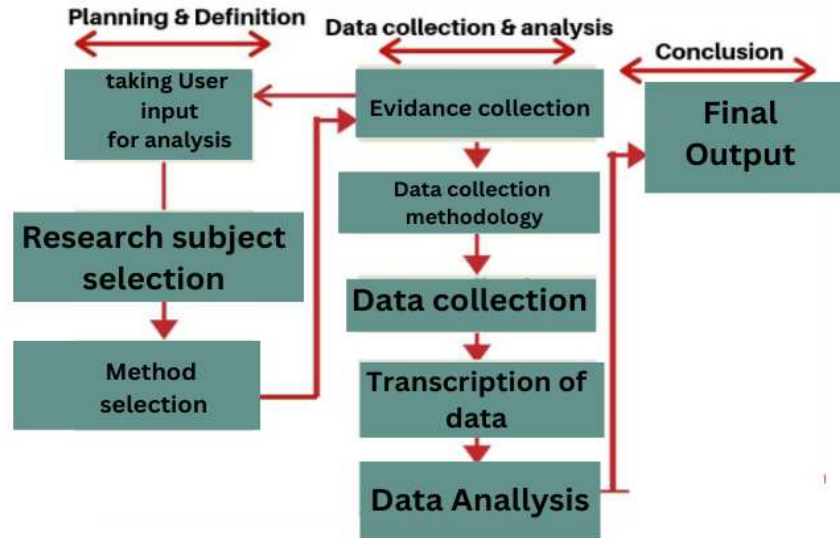 Planning & Definition
taking User
input
for analysis
Research subject
selection
Method
selection
Data collection & analysis
Evidance collection
Data collection
methodology
Data collection
Transcription of
data
Data Anallysis
Conclusion
Final
Output